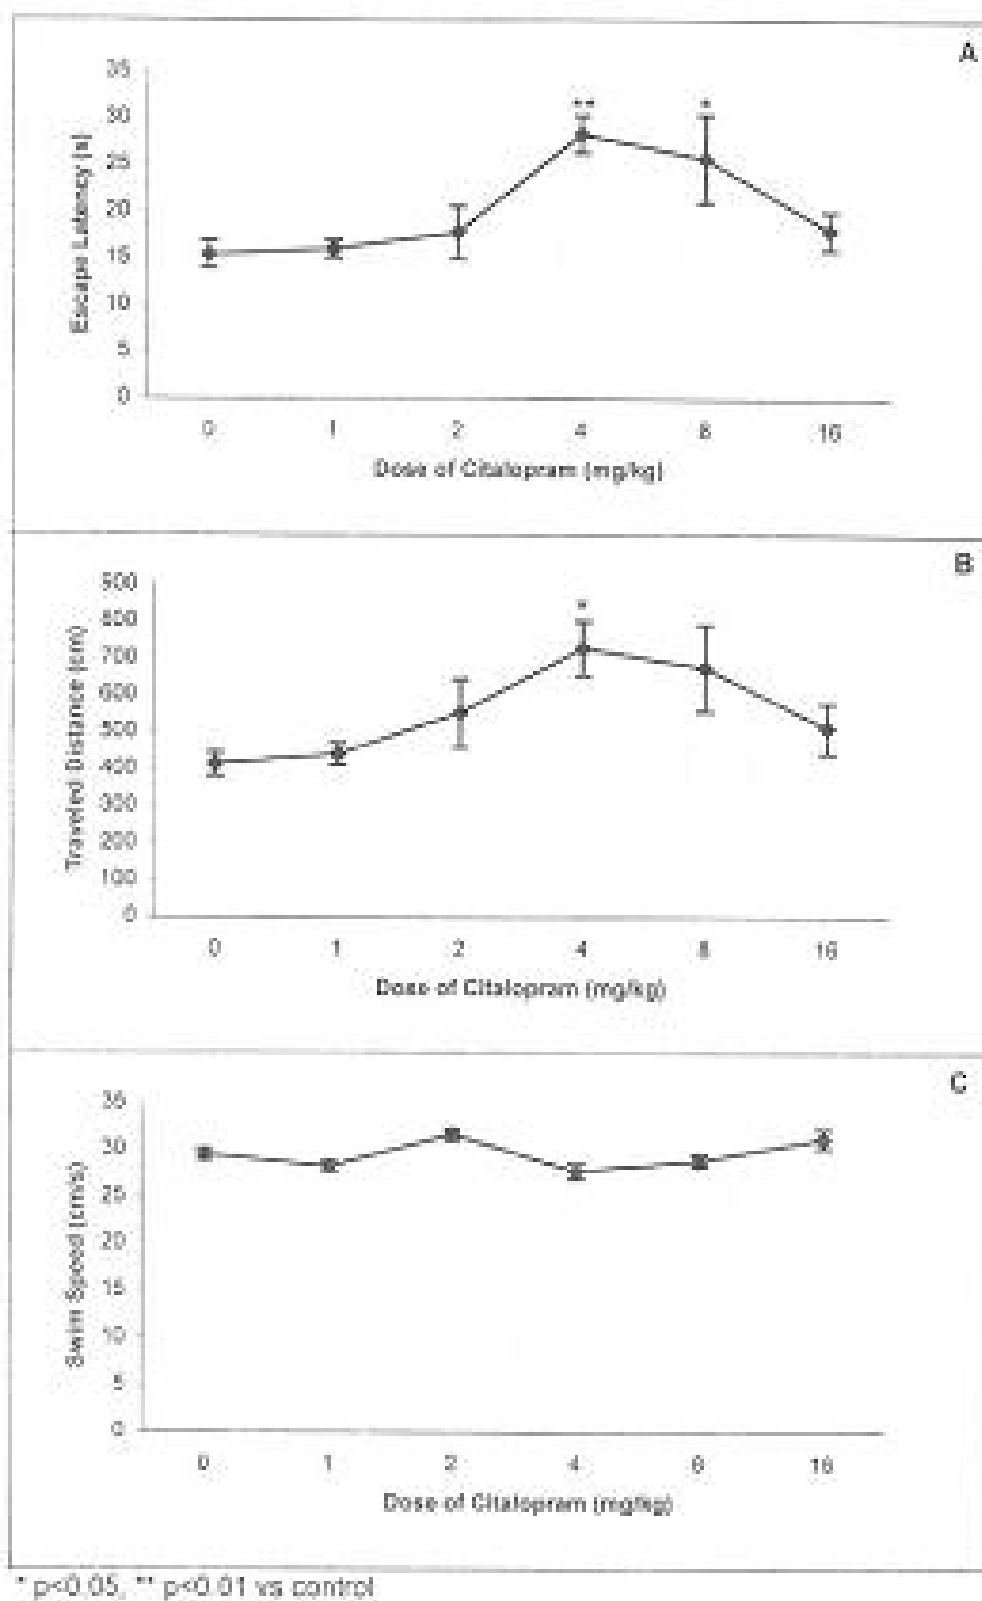 A
35
30
25
20
15
10
5
0
Escape Latency (s)
** *
0 1 2 4 8 16
Dose of Citalopram (mg/kg)
B
900
800
700
600
500
400
300
200
100
0
Traveled Distance (cm)
*
0 1 2 4 8 16
Dose of Citalopram (mg/kg)
C
35
30
25
20
15
10
5
0
Swim Speed (cm/s)
0 1 2 4 8 16
Dose of Citalopram (mg/kg)
* p<0.05, ** p<0.01 vs control